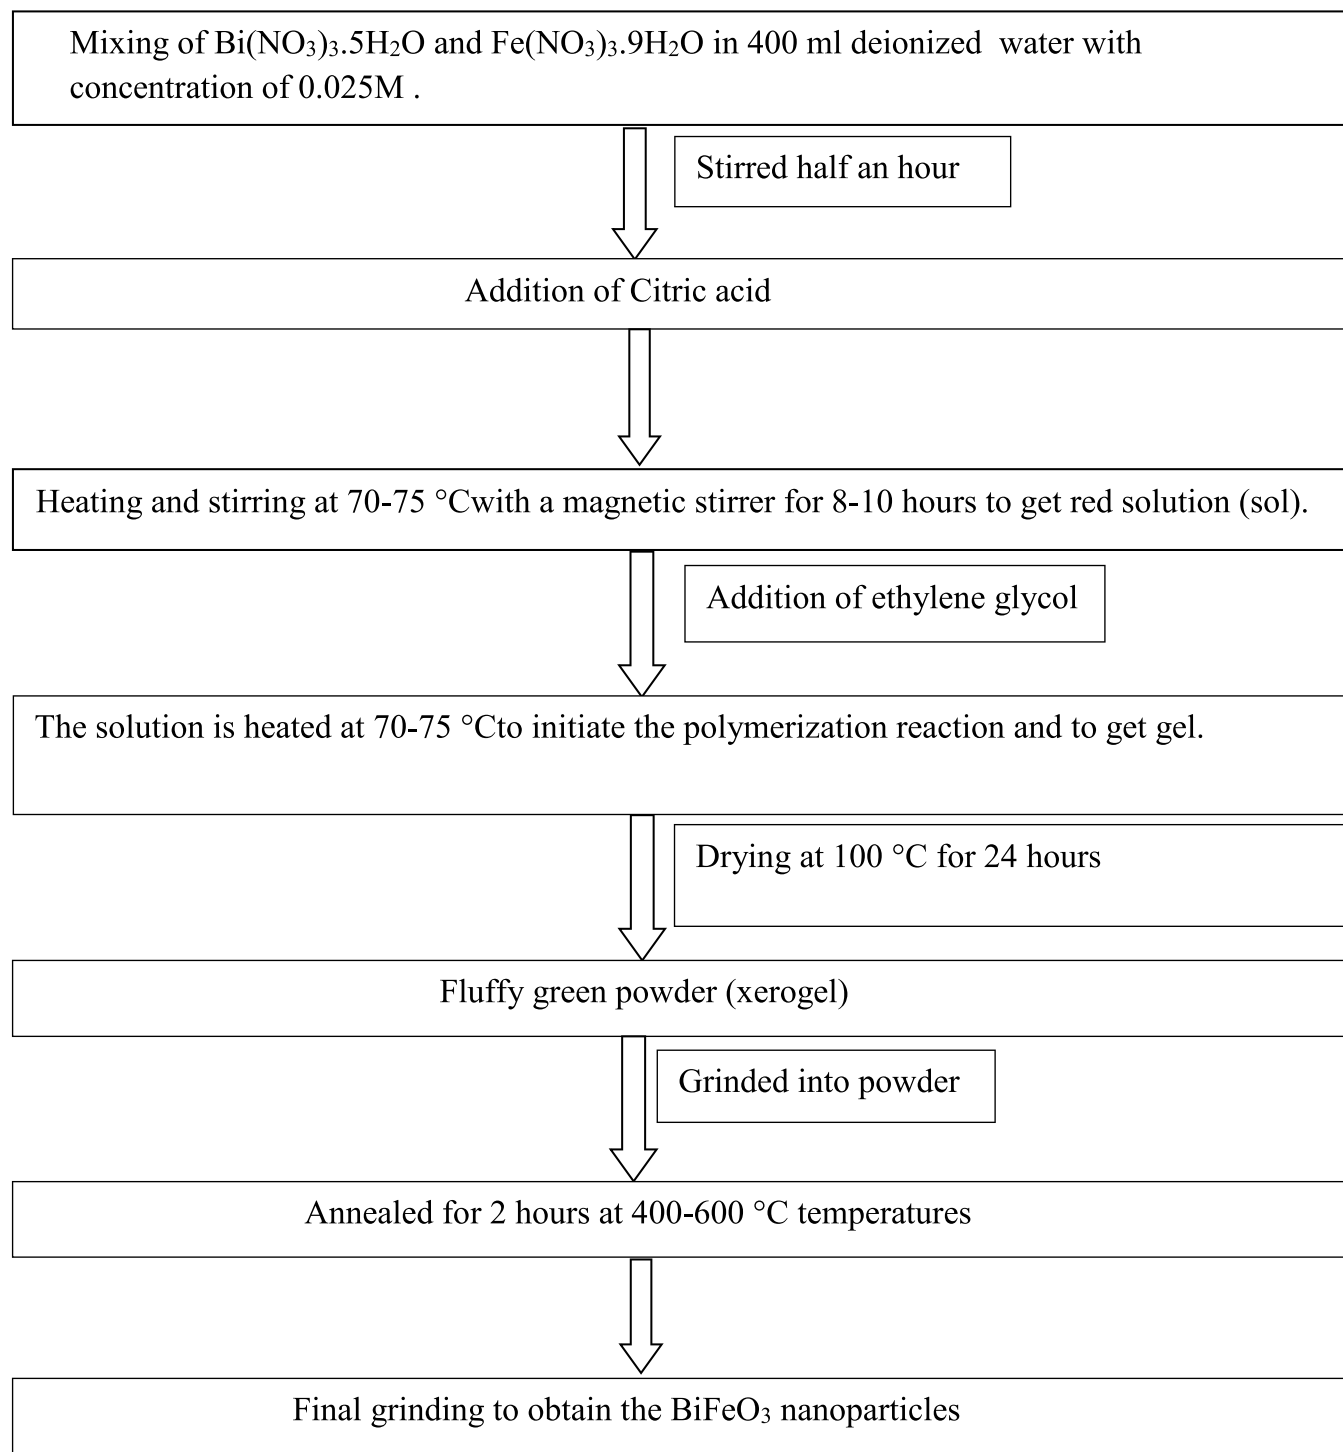 Mixing of Bi(NO₃)₃.5H₂O and Fe(NO₃)₃.9H₂O in 400 ml deionized  water with
concentration of 0.025M .
Stirred half an hour
Addition of Citric acid
Heating and stirring at 70-75 °Cwith a magnetic stirrer for 8-10 hours to get red solution (sol).
Addition of ethylene glycol
The solution is heated at 70-75 °Cto initiate the polymerization reaction and to get gel.
Drying at 100 °C for 24 hours
Fluffy green powder (xerogel)
Grinded into powder
Annealed for 2 hours at 400-600 °C temperatures
Final grinding to obtain the BiFeO₃ nanoparticles